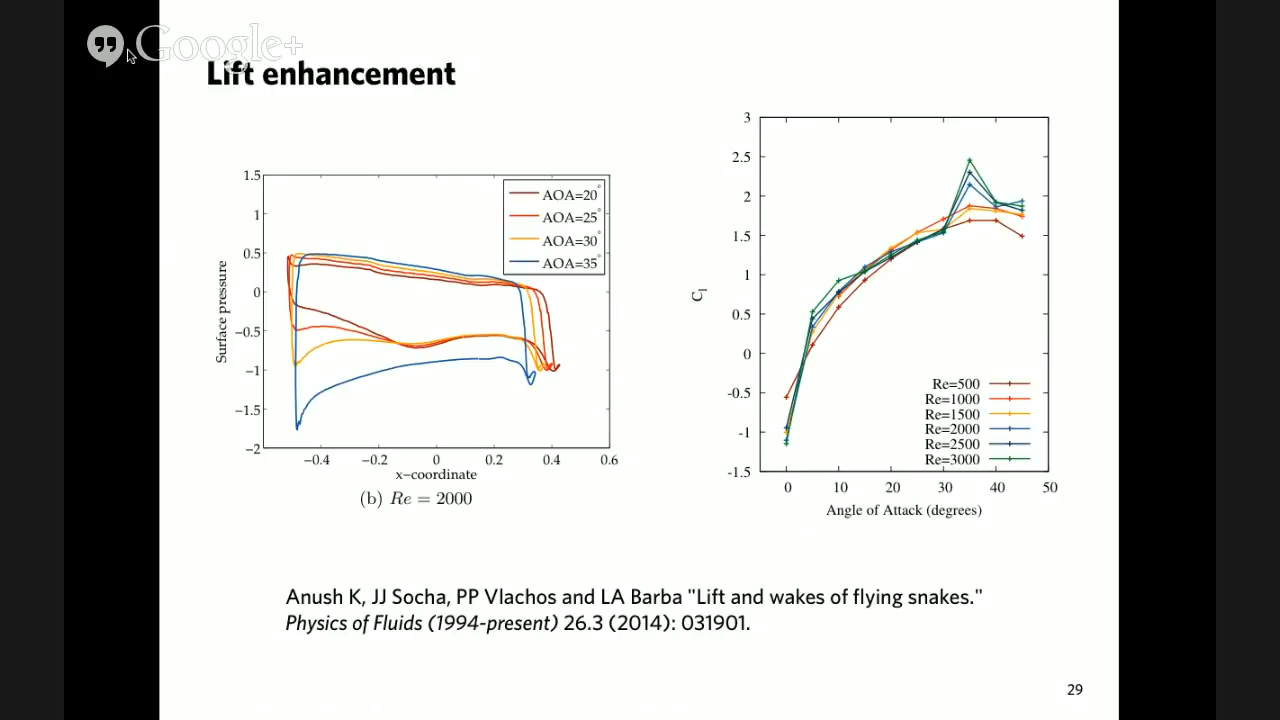 Google+
Lift enhancement
1.5
1
0.5
0
−0.5
−1
−1.5
−2
Surface pressure
−0.4
−0.2
0
0.2
0.4
0.6
x−coordinate
AOA=20°
AOA=25°
AOA=30°
AOA=35°
(b) Re = 2000
3
2.5
2
1.5
1
0.5
0
-0.5
-1
-1.5
Cl
0
10
20
30
40
50
Angle of Attack (degrees)
Re=500
Re=1000
Re=1500
Re=2000
Re=2500
Re=3000
Anush K, JJ Socha, PP Vlachos and LA Barba "Lift and wakes of flying snakes."
Physics of Fluids (1994-present) 26.3 (2014): 031901.
29